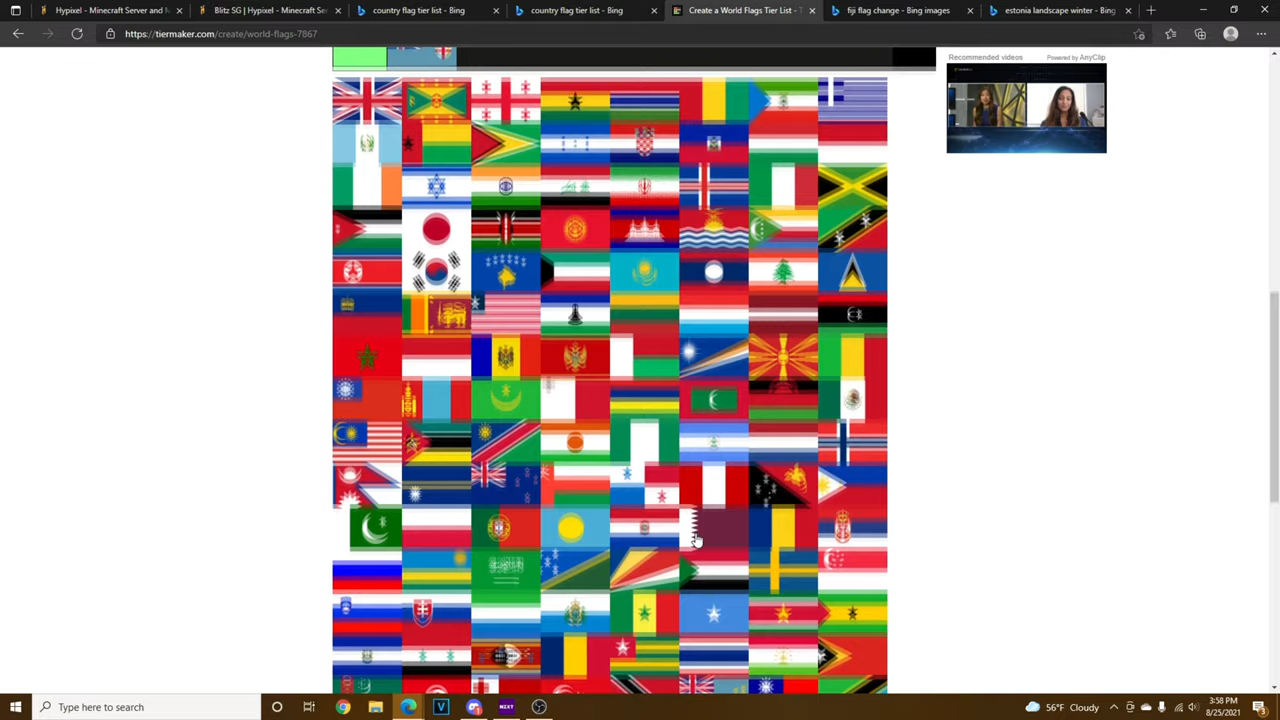 Hypixel - Minecraft Server and M
Blitz SG | Hypixel - Minecraft Ser
country flag tier list - Bing
country flag tier list - Bing
Create a World Flags Tier List - T
fiji flag change - Bing images
estonia landscape winter - Bing
https://tiermaker.com/create/world-flags-7867
Recommended videos
Powered by AnyClip
Type here to search
V
NEXT
56°F Cloudy
3:58 PM
8/25/2021
3